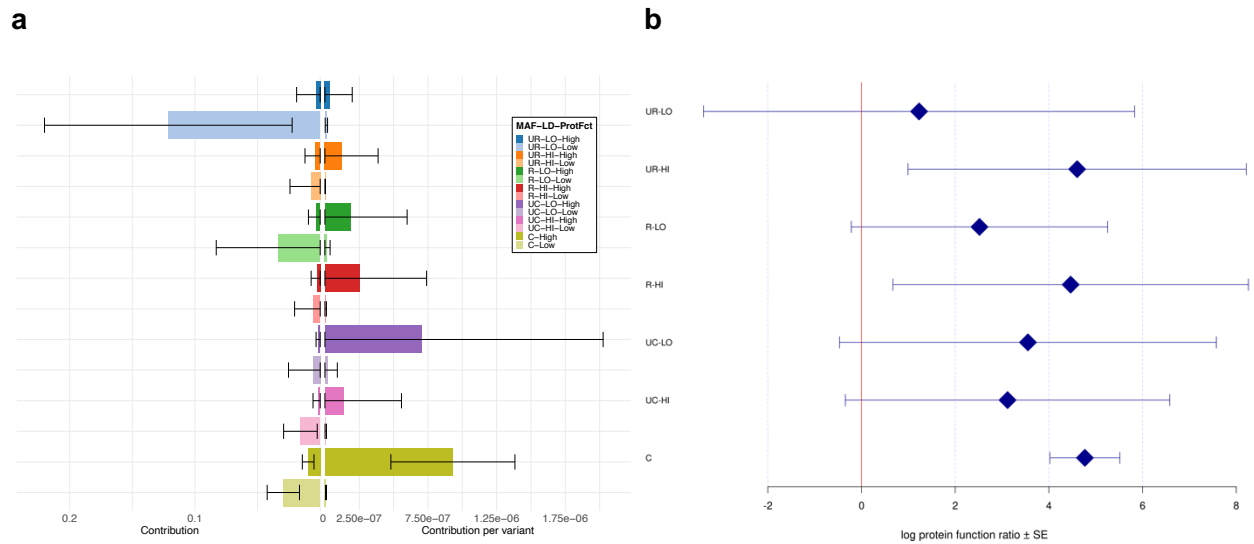 a
b
MAF−LD−ProtFct
UR−LO−High
UR−LO−Low
UR−HI−High
UR−HI−Low
R−LO−High
R−LO−Low
R−HI−High
R−HI−Low
UC−LO−High
UC−LO−Low
UC−HI−High
UC−HI−Low
C−High
C−Low
0.2 0.1 0 2.50e−07 7.50e−07 1.25e−06 1.75e−06
Contribution Contribution per variant
UR-LO
UR-HI
R-LO
R-HI
UC-LO
UC-HI
C
-2 0 2 4 6 8
log protein function ratio ± SE